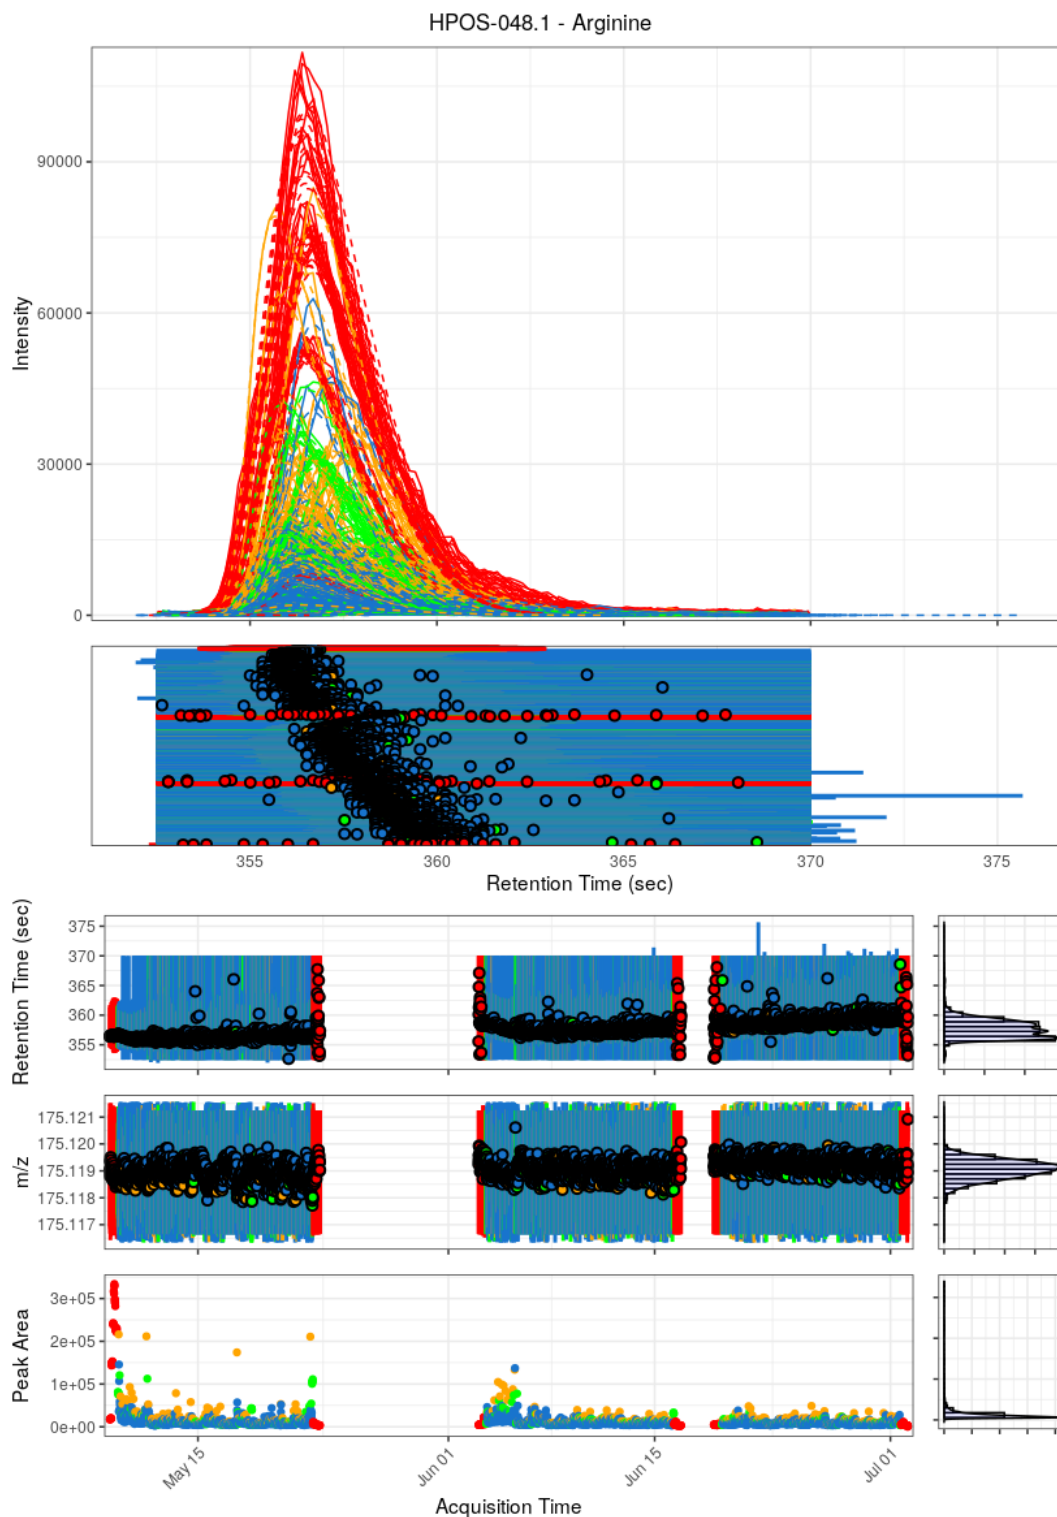 HPOS-048.1 - Arginine
Intensity
90000
60000
30000
0
355
360
365
370
375
Retention Time (sec)
Retention Time (sec)
375
370
365
360
355
m/z
175.121
175.120
175.119
175.118
175.117
Peak Area
3e+05
2e+05
1e+05
0e+00
May 15
Jun 01
Jun 15
Jul 01
Acquisition Time